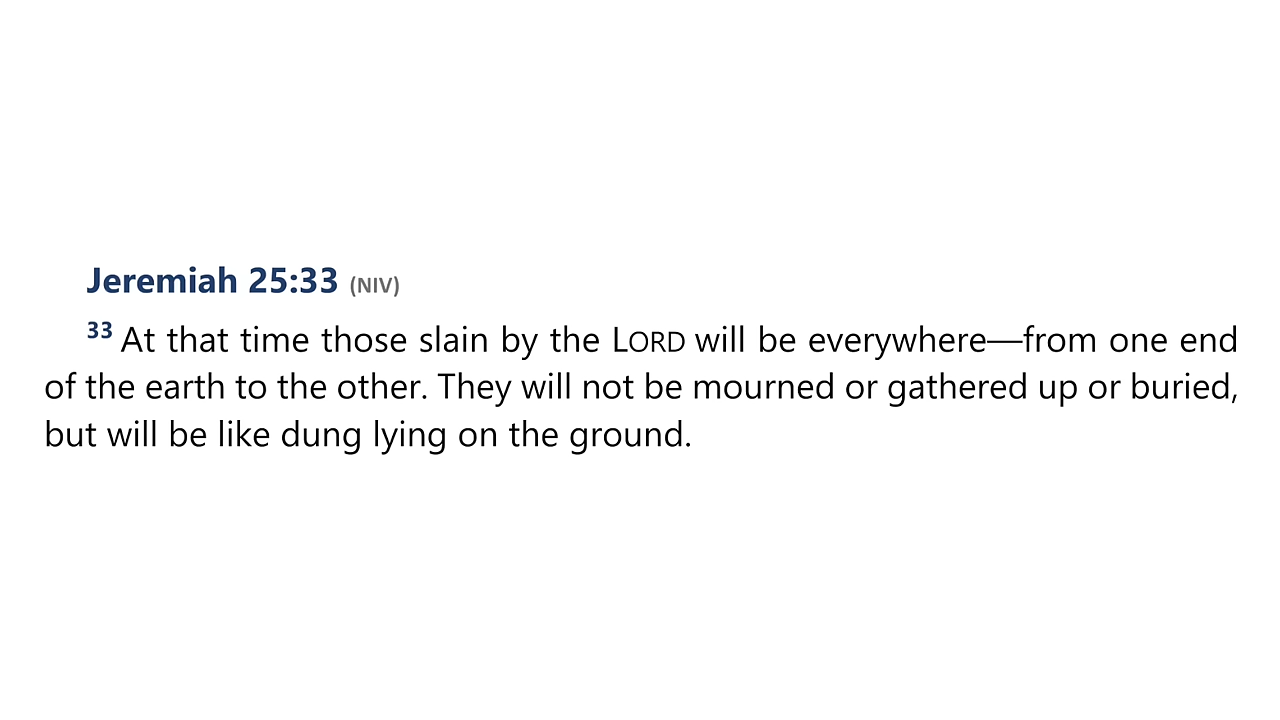 Jeremiah 25:33 (NIV)
33 At that time those slain by the LORD will be everywhere—from one end
of the earth to the other. They will not be mourned or gathered up or buried,
but will be like dung lying on the ground.